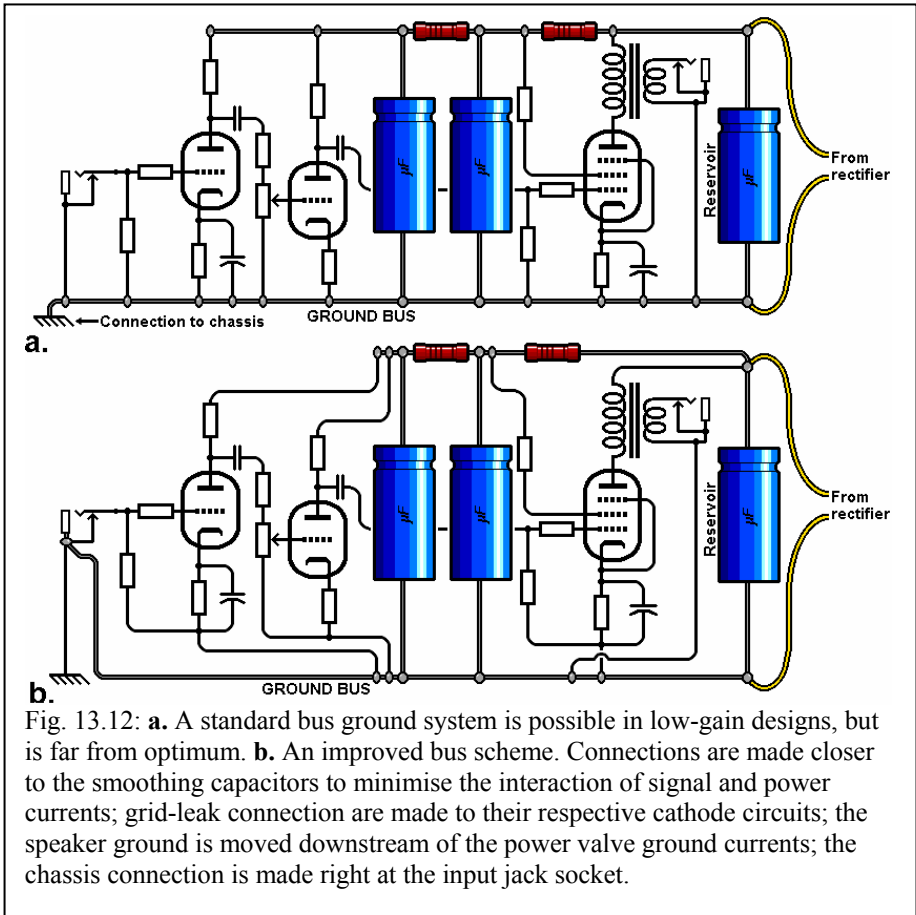 µF
µF
Reservoir
µF
From
rectifier
Connection to chassis
GROUND BUS
a.
µF
µF
Reservoir
µF
From
rectifier
GROUND BUS
b.
Fig. 13.12: a. A standard bus ground system is possible in low-gain designs, but
is far from optimum. b. An improved bus scheme. Connections are made closer
to the smoothing capacitors to minimise the interaction of signal and power
currents; grid-leak connection are made to their respective cathode circuits; the
speaker ground is moved downstream of the power valve ground currents; the
chassis connection is made right at the input jack socket.